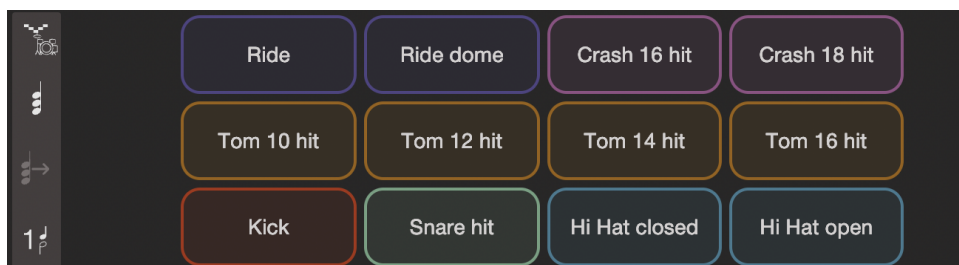 Ride Ride dome Crash 16 hit Crash 18 hit
Tom 10 hit Tom 12 hit Tom 14 hit Tom 16 hit
Kick Snare hit Hi Hat closed Hi Hat open
1